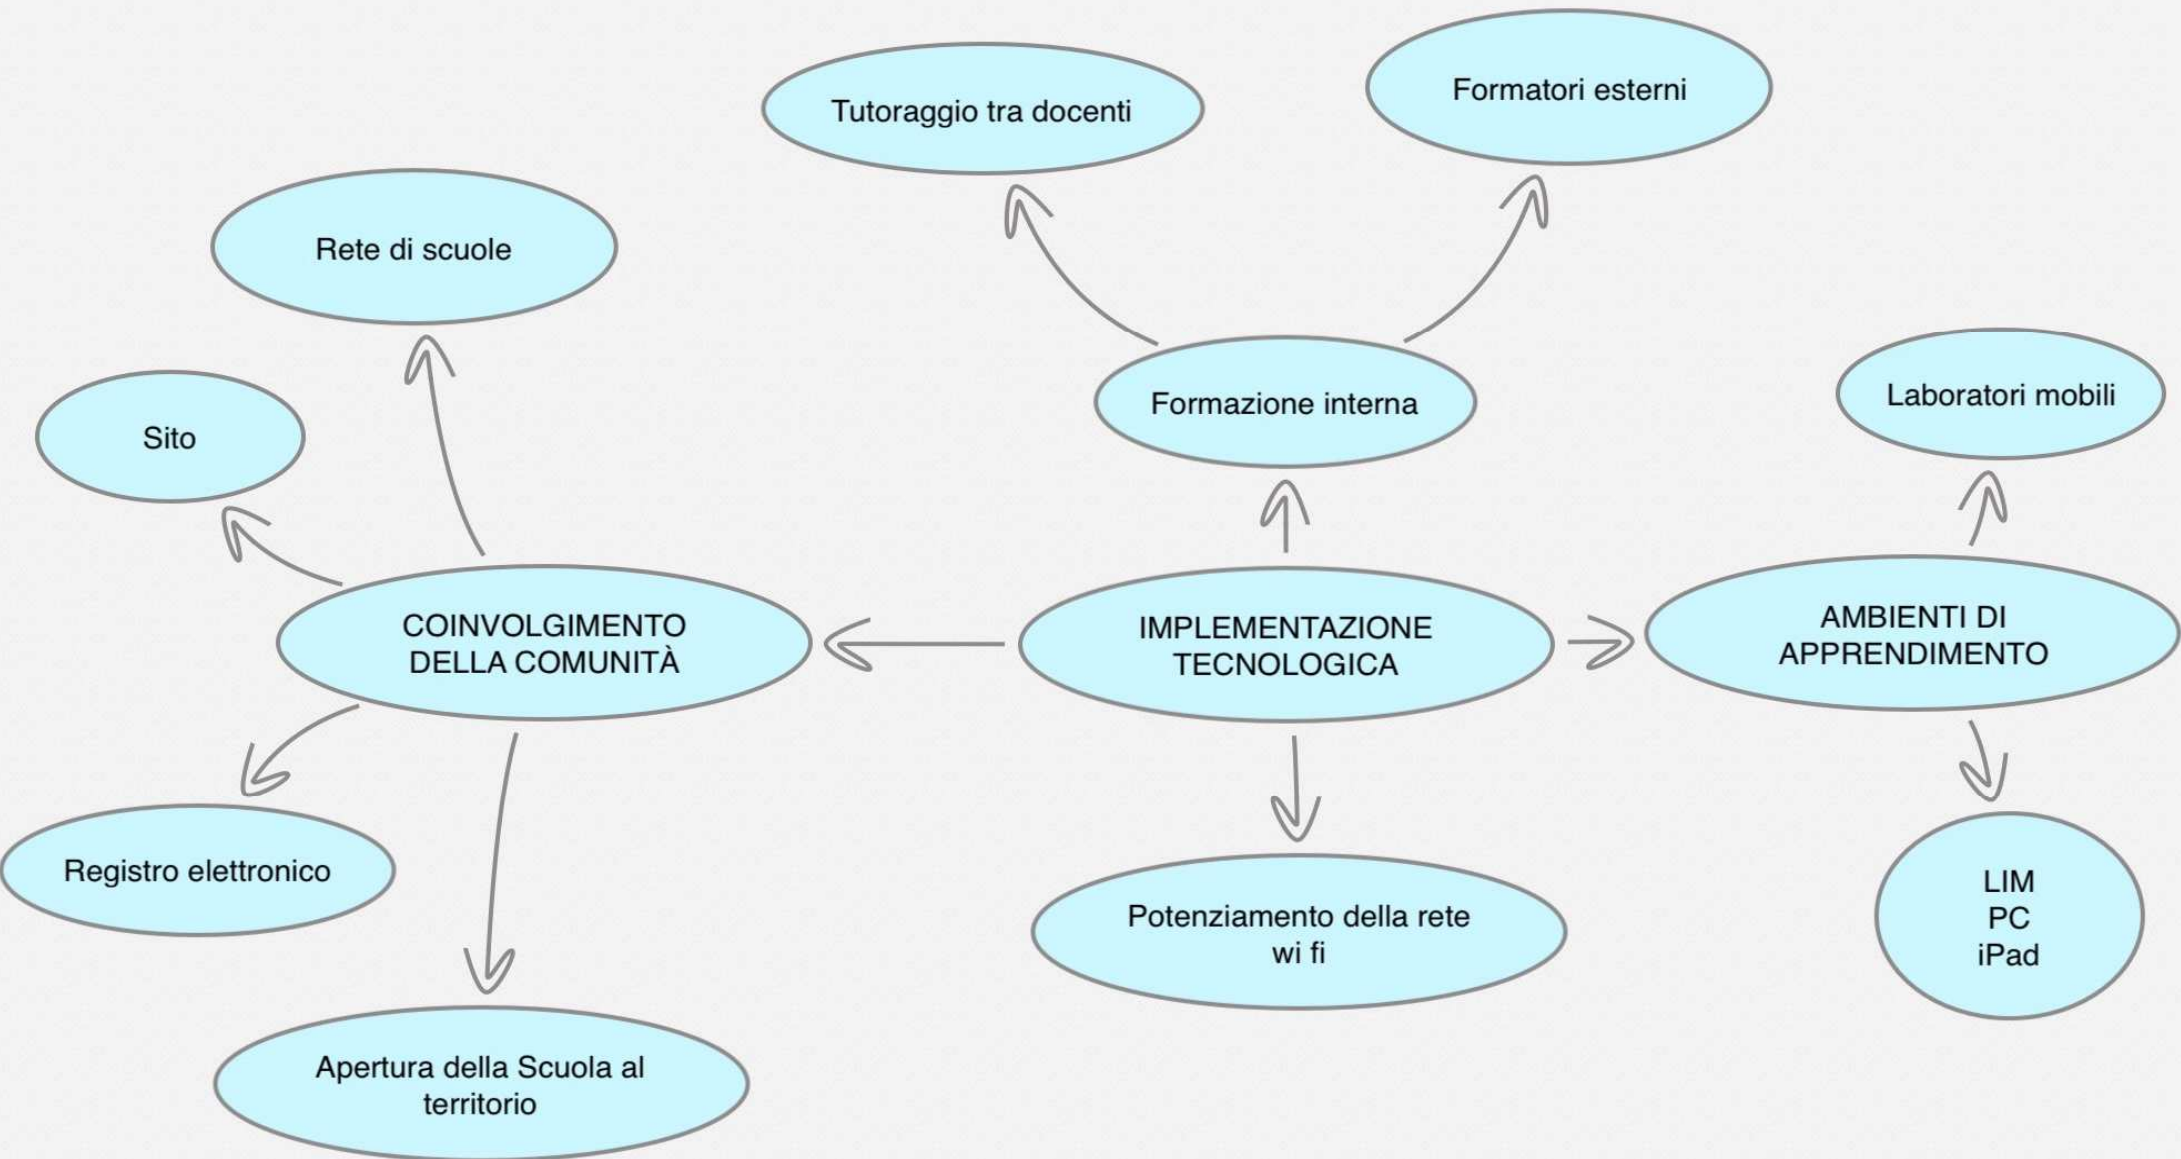 Formatori esterni
Tutoraggio tra docenti
Rete di scuole
Formazione interna
Laboratori mobili
Sito
COINVOLGIMENTO
DELLA COMUNITÀ
IMPLEMENTAZIONE
TECNOLOGICA
AMBIENTI DI
APPRENDIMENTO
Registro elettronico
Potenziamento della rete
wi fi
LIM
PC
iPad
Apertura della Scuola al
territorio